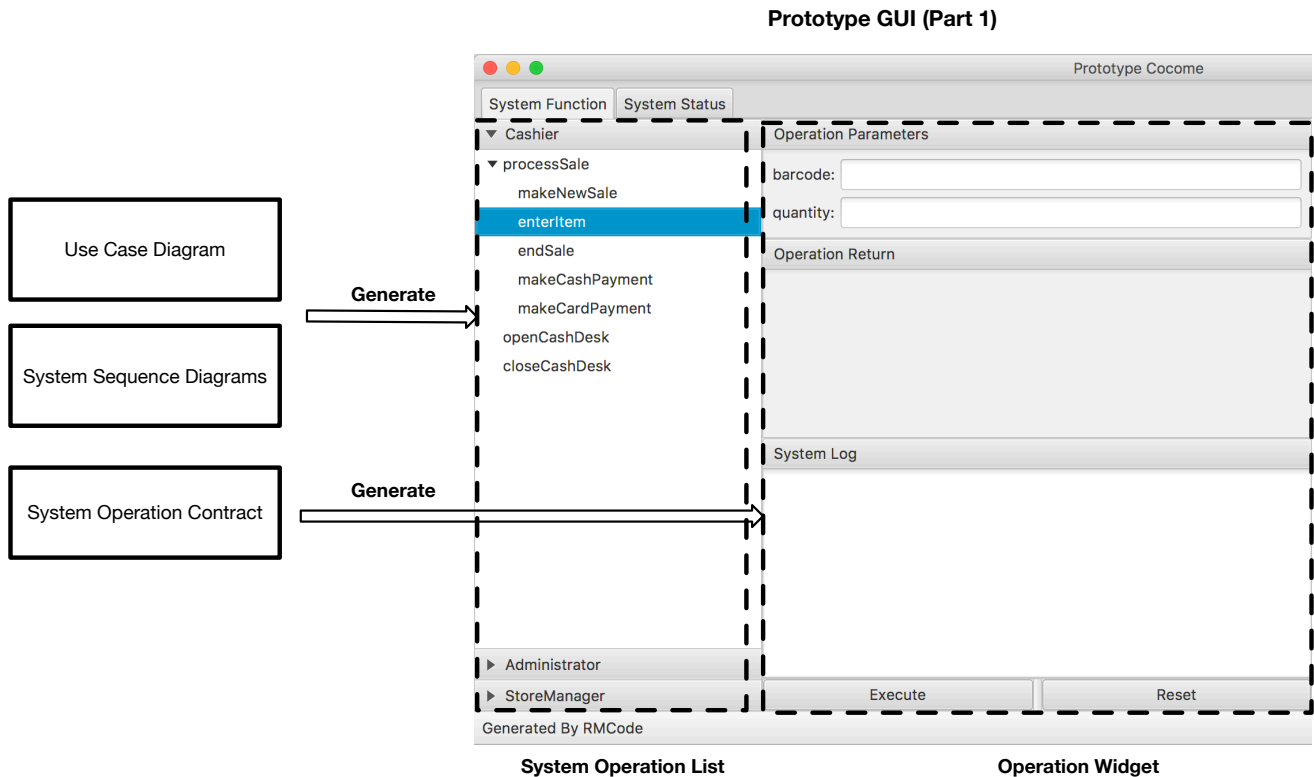 Prototype GUI (Part 1)
Prototype Cocome
System Function
System Status
Cashier
processSale
makeNewSale
enterItem
endSale
makeCashPayment
makeCardPayment
openCashDesk
closeCashDesk
Administrator
StoreManager
Operation Parameters
barcode:
quantity:
Operation Return
System Log
Execute
Reset
Generated By RMCode
System Operation List
Operation Widget
Use Case Diagram
System Sequence Diagrams
System Operation Contract
Generate
Generate